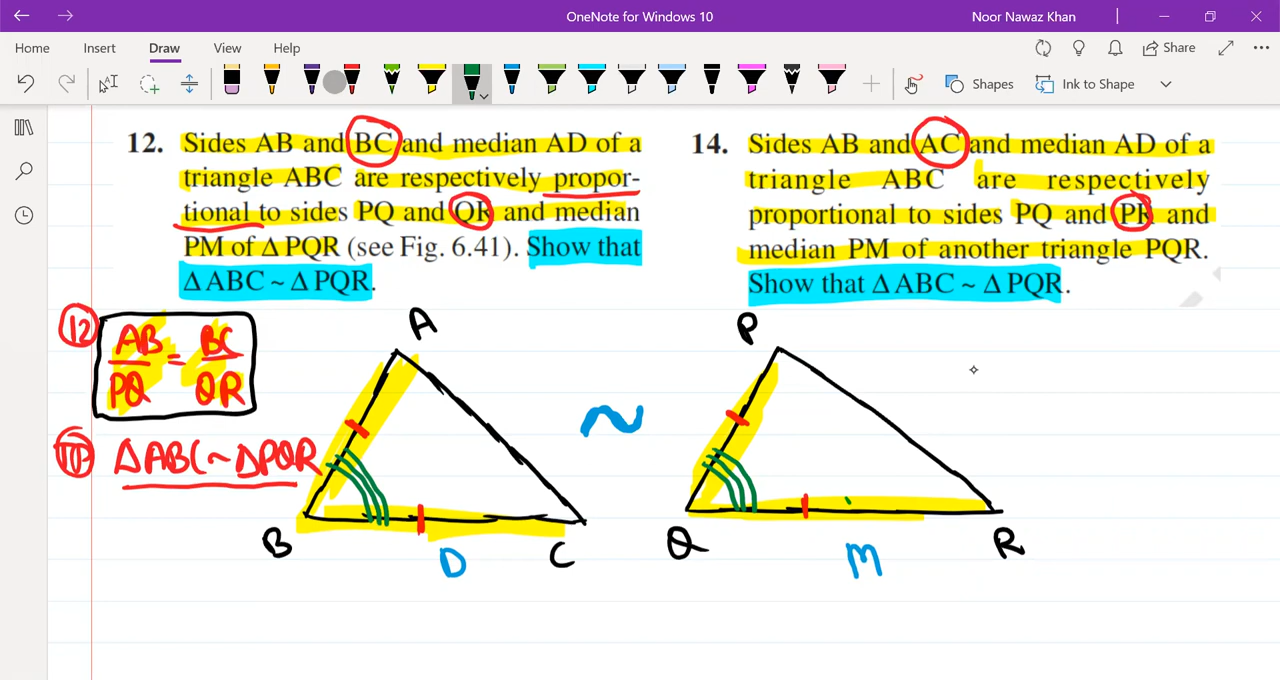 OneNote for Windows 10
Noor Nawaz Khan
Home Insert Draw View Help
Share
Shapes
Ink to Shape
12. Sides AB and BC and median AD of a
triangle ABC are respectively propor-
tional to sides PQ and QR and median
PM of Δ PQR (see Fig. 6.41). Show that
Δ ABC ~ Δ PQR.
14. Sides AB and AC and median AD of a
triangle ABC are respectively
proportional to sides PQ and PR and
median PM of another triangle PQR.
Show that Δ ABC ~ Δ PQR.
12
AB/PQ = BC/QR
TOP ΔABC ~ ΔPQR
A
B
D
C
~
P
Q
M
R